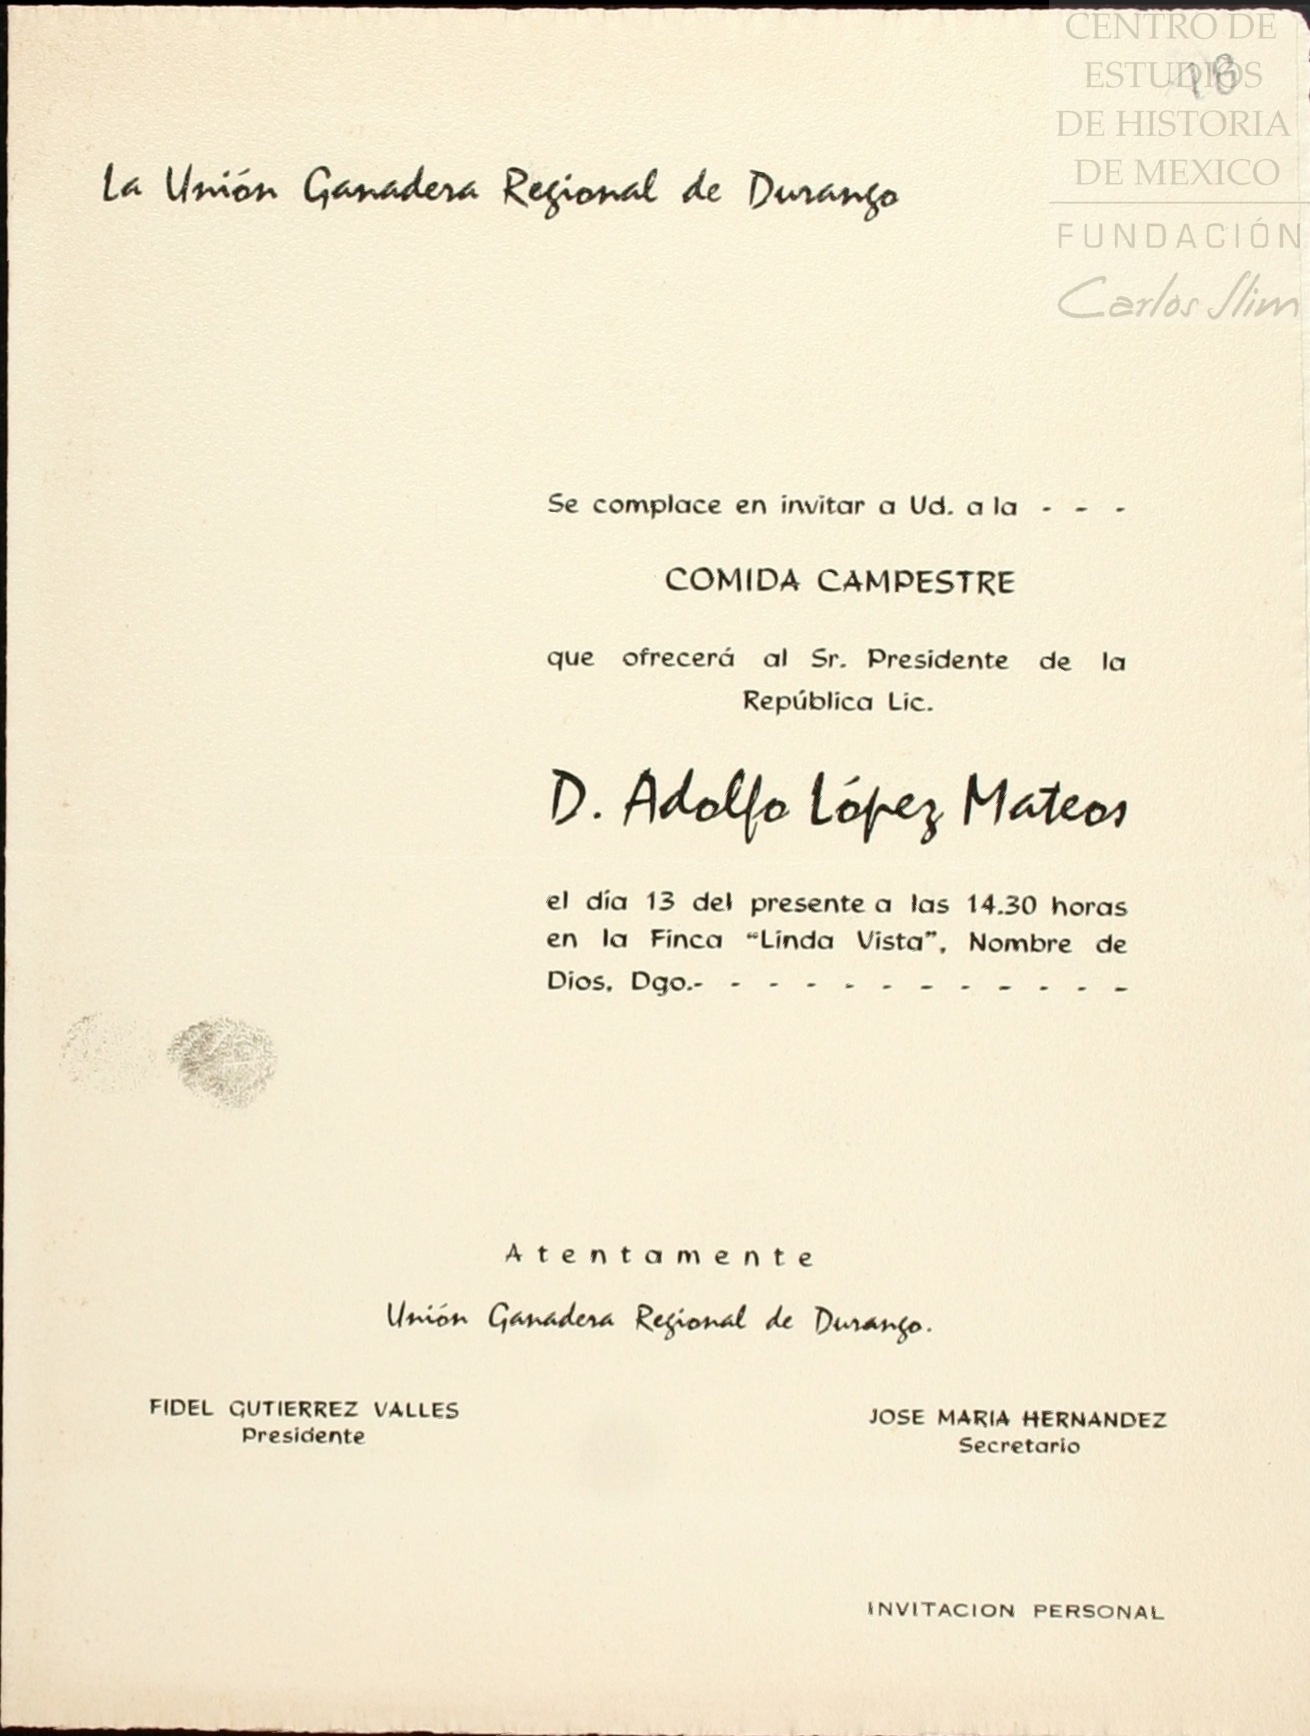 CENTRO DE
ESTUDIOS
18
DE HISTORIA
DE MEXICO
FUNDACIÓN
Carlos Slim
La Unión Ganadera Regional de Durango
Se complace en invitar a Ud. a la - - -
COMIDA CAMPESTRE
que ofrecerá al Sr. Presidente de la
República Lic.
D. Adolfo López Mateos
el día 13 del presente a las 14.30 horas
en la Finca “Linda Vista”, Nombre de
Dios, Dgo.- - - - - - - - - - - -
Atentamente
Unión Ganadera Regional de Durango.
FIDEL GUTIERREZ VALLES
Presidente
JOSE MARIA HERNANDEZ
Secretario
INVITACION PERSONAL